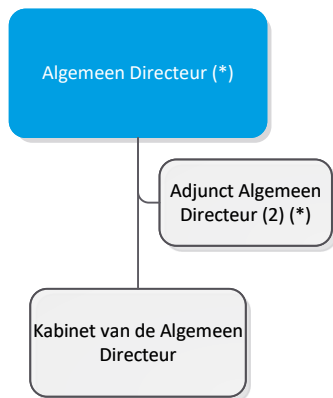 Algemeen Directeur (*)
Adjunct Algemeen
Directeur (2) (*)
Kabinet van de Algemeen
Directeur